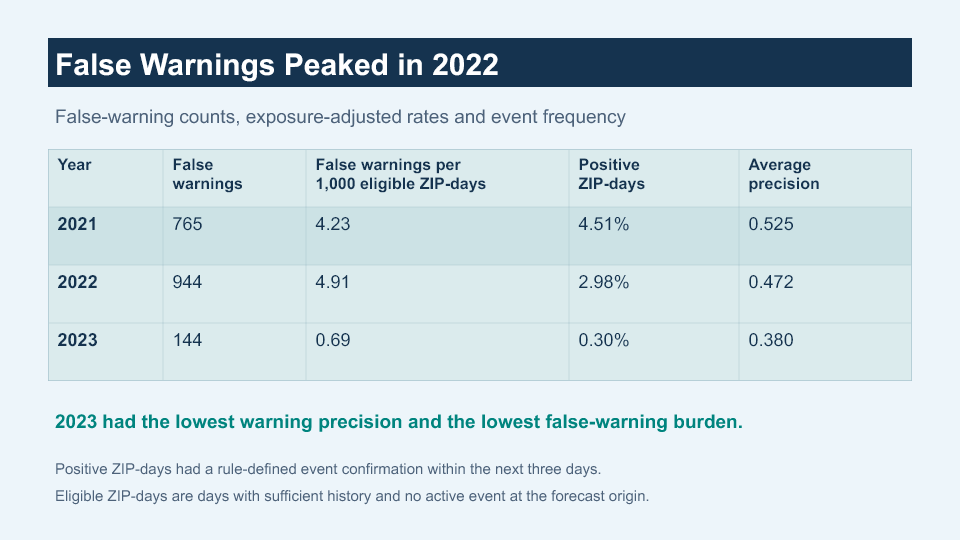 False Warnings Peaked in 2022
False-warning counts, exposure-adjusted rates and event frequency
Year
False
warnings
False warnings per
1,000 eligible ZIP-days
Positive
ZIP-days
Average
precision
2021 765 4.23 4.51% 0.525
2022 944 4.91 2.98% 0.472
2023 144 0.69 0.30% 0.380
2023 had the lowest warning precision and the lowest false-warning burden.
Positive ZIP-days had a rule-defined event confirmation within the next three days.
Eligible ZIP-days are days with sufficient history and no active event at the forecast origin.